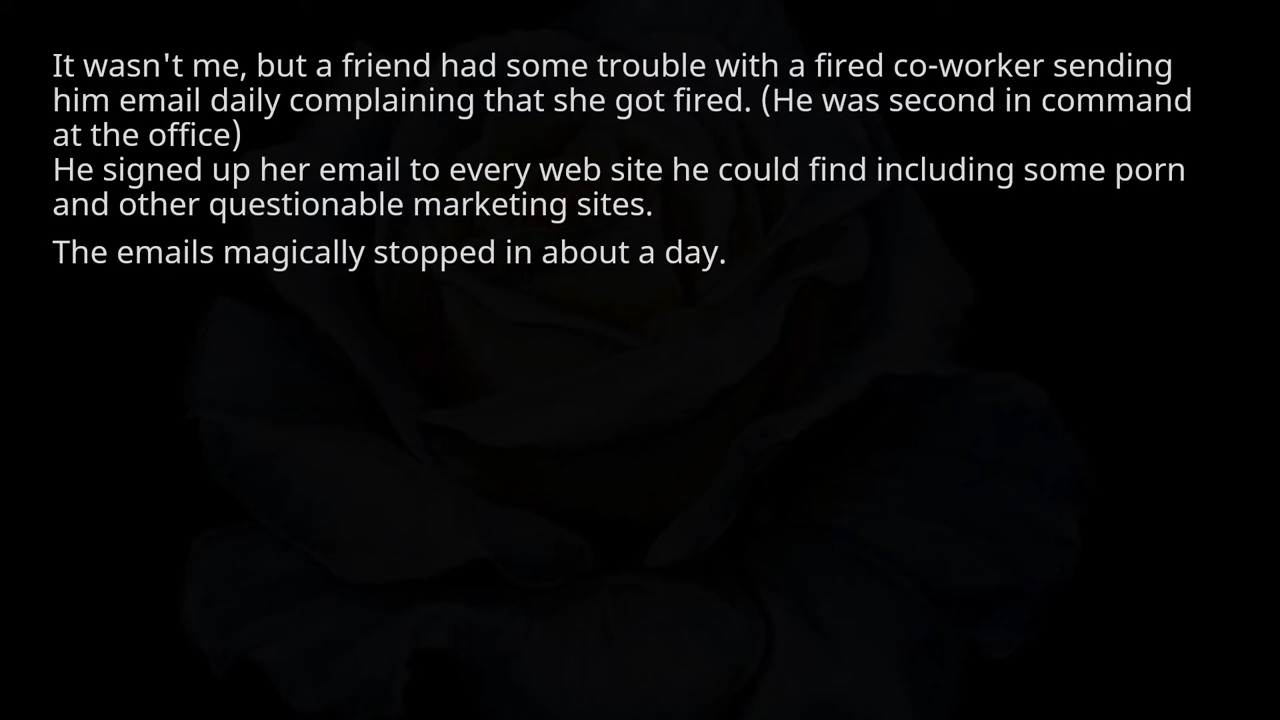 It wasn't me, but a friend had some trouble with a fired co-worker sending
him email daily complaining that she got fired. (He was second in command
at the office)
He signed up her email to every web site he could find including some porn
and other questionable marketing sites.
The emails magically stopped in about a day.